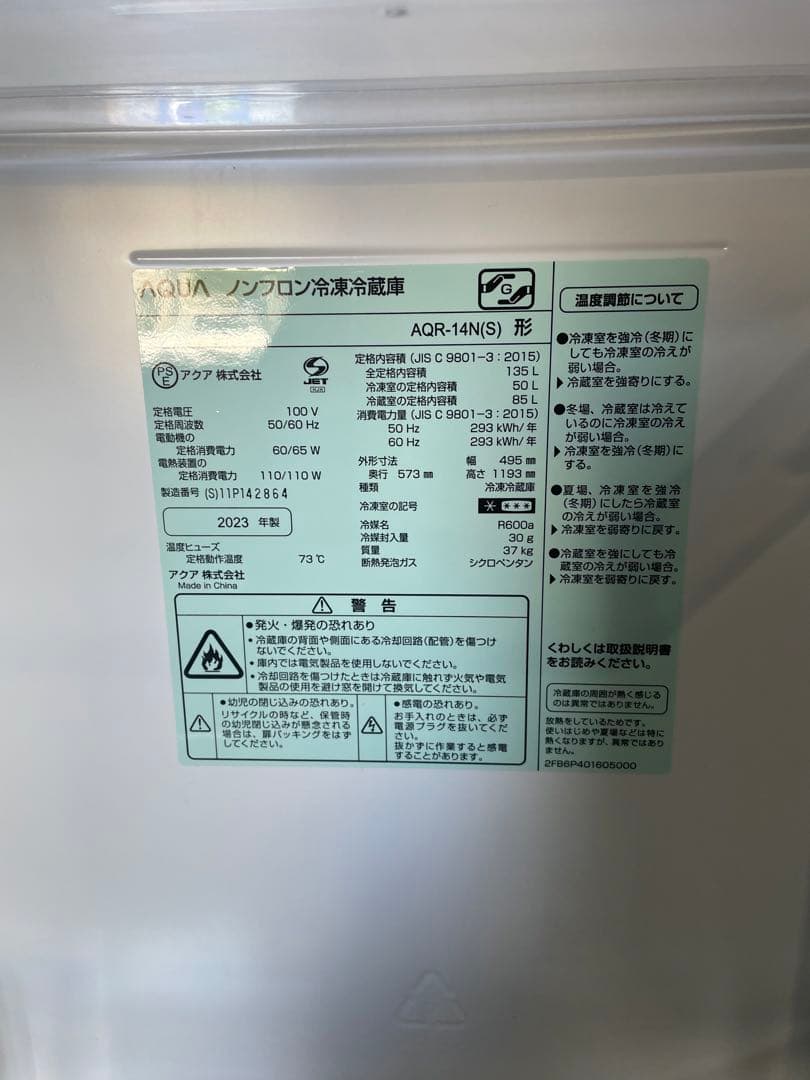 AQUA ノンフロン冷凍冷蔵庫
G
AQR-14N(S) 形
PSE アクア 株式会社
S JET
定格電圧 100 V
定格周波数 50/60 Hz
電動機の
定格消費電力 60/65 W
電熱装置の
定格消費電力 110/110 W
製造番号 (S)11P142864
2023 年製
温度ヒューズ
定格動作温度 73 ℃
アクア 株式会社
Made in China
定格内容積 (JIS C 9801-3 : 2015)
全定格内容積 135 L
冷凍室の定格内容積 50 L
冷蔵室の定格内容積 85 L
消費電力量 (JIS C 9801-3 : 2015)
50 Hz 293 kWh/年
60 Hz 293 kWh/年
外形寸法 幅 495 ㎜
奥行 573 ㎜ 高さ 1193 ㎜
種類 冷凍冷蔵庫
冷凍室の記号 * ***
冷媒名 R600a
冷媒封入量 30 g
質量 37 kg
断熱発泡ガス シクロペンタン
⚠ 警告
●発火・爆発の恐れあり
・冷蔵庫の背面や側面にある冷却回路(配管)を傷つけ
ないでください。
・庫内では電気製品を使用しないでください。
・冷却回路を傷つけたときは冷蔵庫に触れず火気や電気
製品の使用を避け窓を開けて換気してください。
●幼児の閉じ込みの恐れあり。
リサイクルの時など、保管時
の幼児閉じ込みが懸念される
場合は、扉パッキングをはず
してください。
●感電の恐れあり。
お手入れのときは、必ず
電源プラグを抜いてくだ
さい。
抜かずに作業すると感電
することがあります。
温度調節について
●冷凍室を強冷(冬期)に
しても冷凍室の冷えが
弱い場合。
▶冷蔵室を強寄りにする。
●冬場、冷蔵室は冷えて
いるのに冷凍室の冷え
が弱い場合。
▶冷凍室を強冷(冬期)に
する。
●夏場、冷凍室を強冷
(冬期)にしたら冷蔵室
の冷えが弱い場合。
▶冷凍室を弱寄りに戻す。
●冷蔵室を強にしても冷
蔵室の冷えが弱い場合。
▶冷凍室を弱寄りに戻す。
くわしくは取扱説明書
をお読みください。
冷蔵庫の周囲が熱く感じる
のは異常ではありません。
放熱をしているためです。
使いはじめや夏場などは特に
熱くなりますが、異常ではあり
ません。
2FB6P401605000